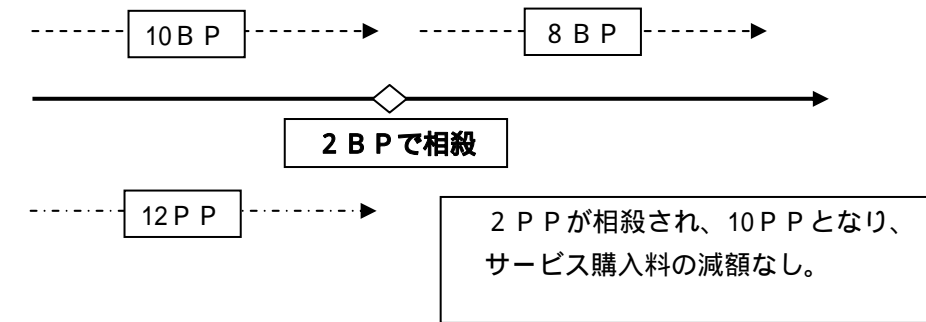 10ＢＰ
８ＢＰ
２ＢＰで相殺
12ＰＰ
２ＰＰが相殺され、10ＰＰとなり、
サービス購入料の減額なし。